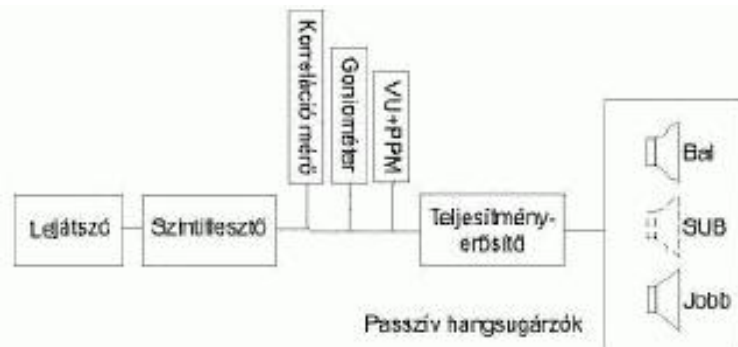 Korreláció mérő
Goniométer
VU+PPM
Lejátszó
Szintillesztő
Teljesítmény-
erősítő
Bal
SUB
Jobb
Passzív hangsugárzók